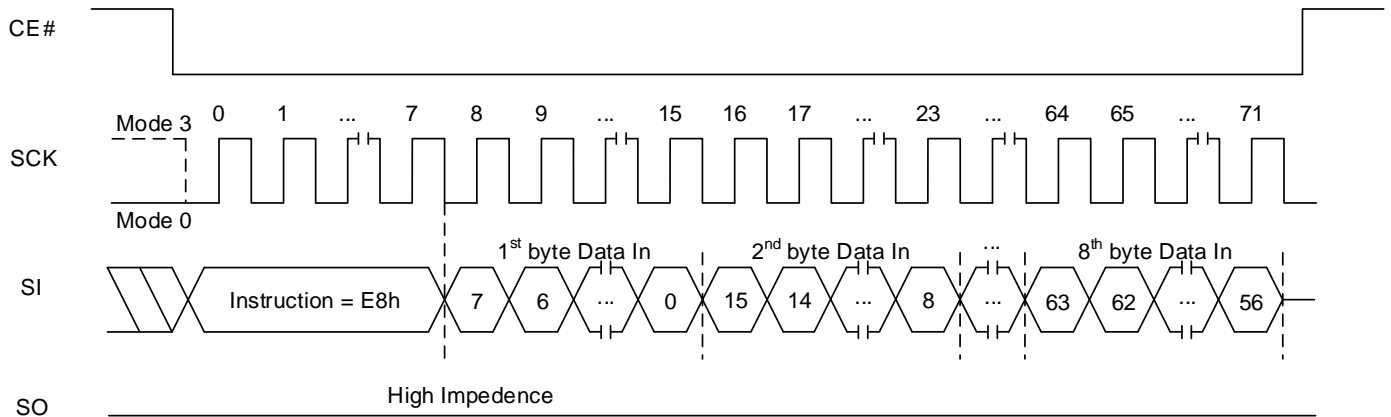 CE#
0 1 ... 7 8 9 ... 15 16 17 ... 23 ... 64 65 ... 71
Mode 3
SCK
Mode 0
1st byte Data In 2nd byte Data In ... 8th byte Data In
SI Instruction = E8h 7 6 ... 0 15 14 ... 8 ... 63 62 ... 56
High Impedence
SO